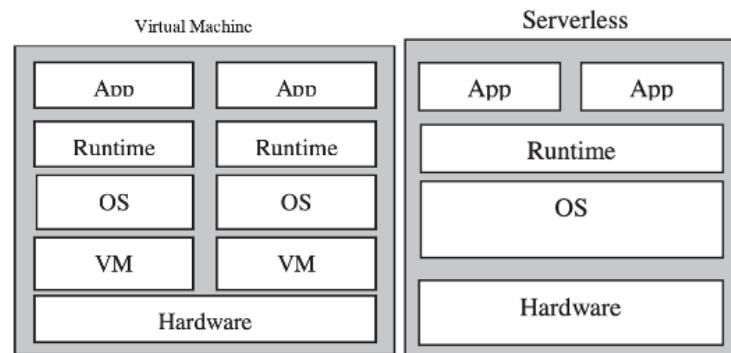 Virtual Machine
App App
Runtime Runtime
OS OS
VM VM
Hardware
Serverless
App App
Runtime
OS
Hardware